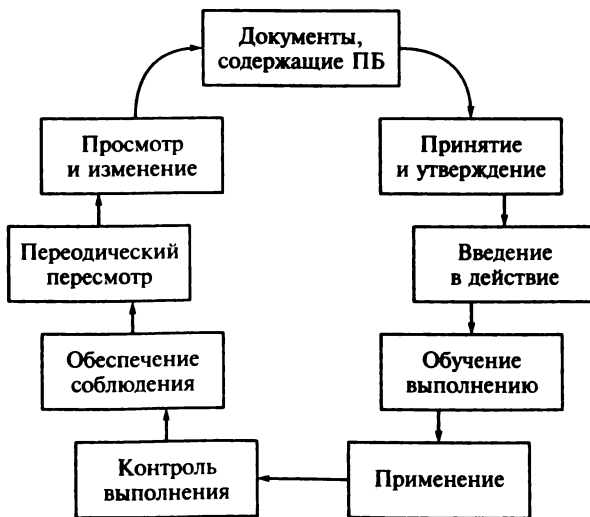 Документы,
содержащие ПБ
Принятие
и утверждение
Введение
в действие
Обучение
выполнению
Применение
Контроль
выполнения
Обеспечение
соблюдения
Переодический
пересмотр
Просмотр
и изменение